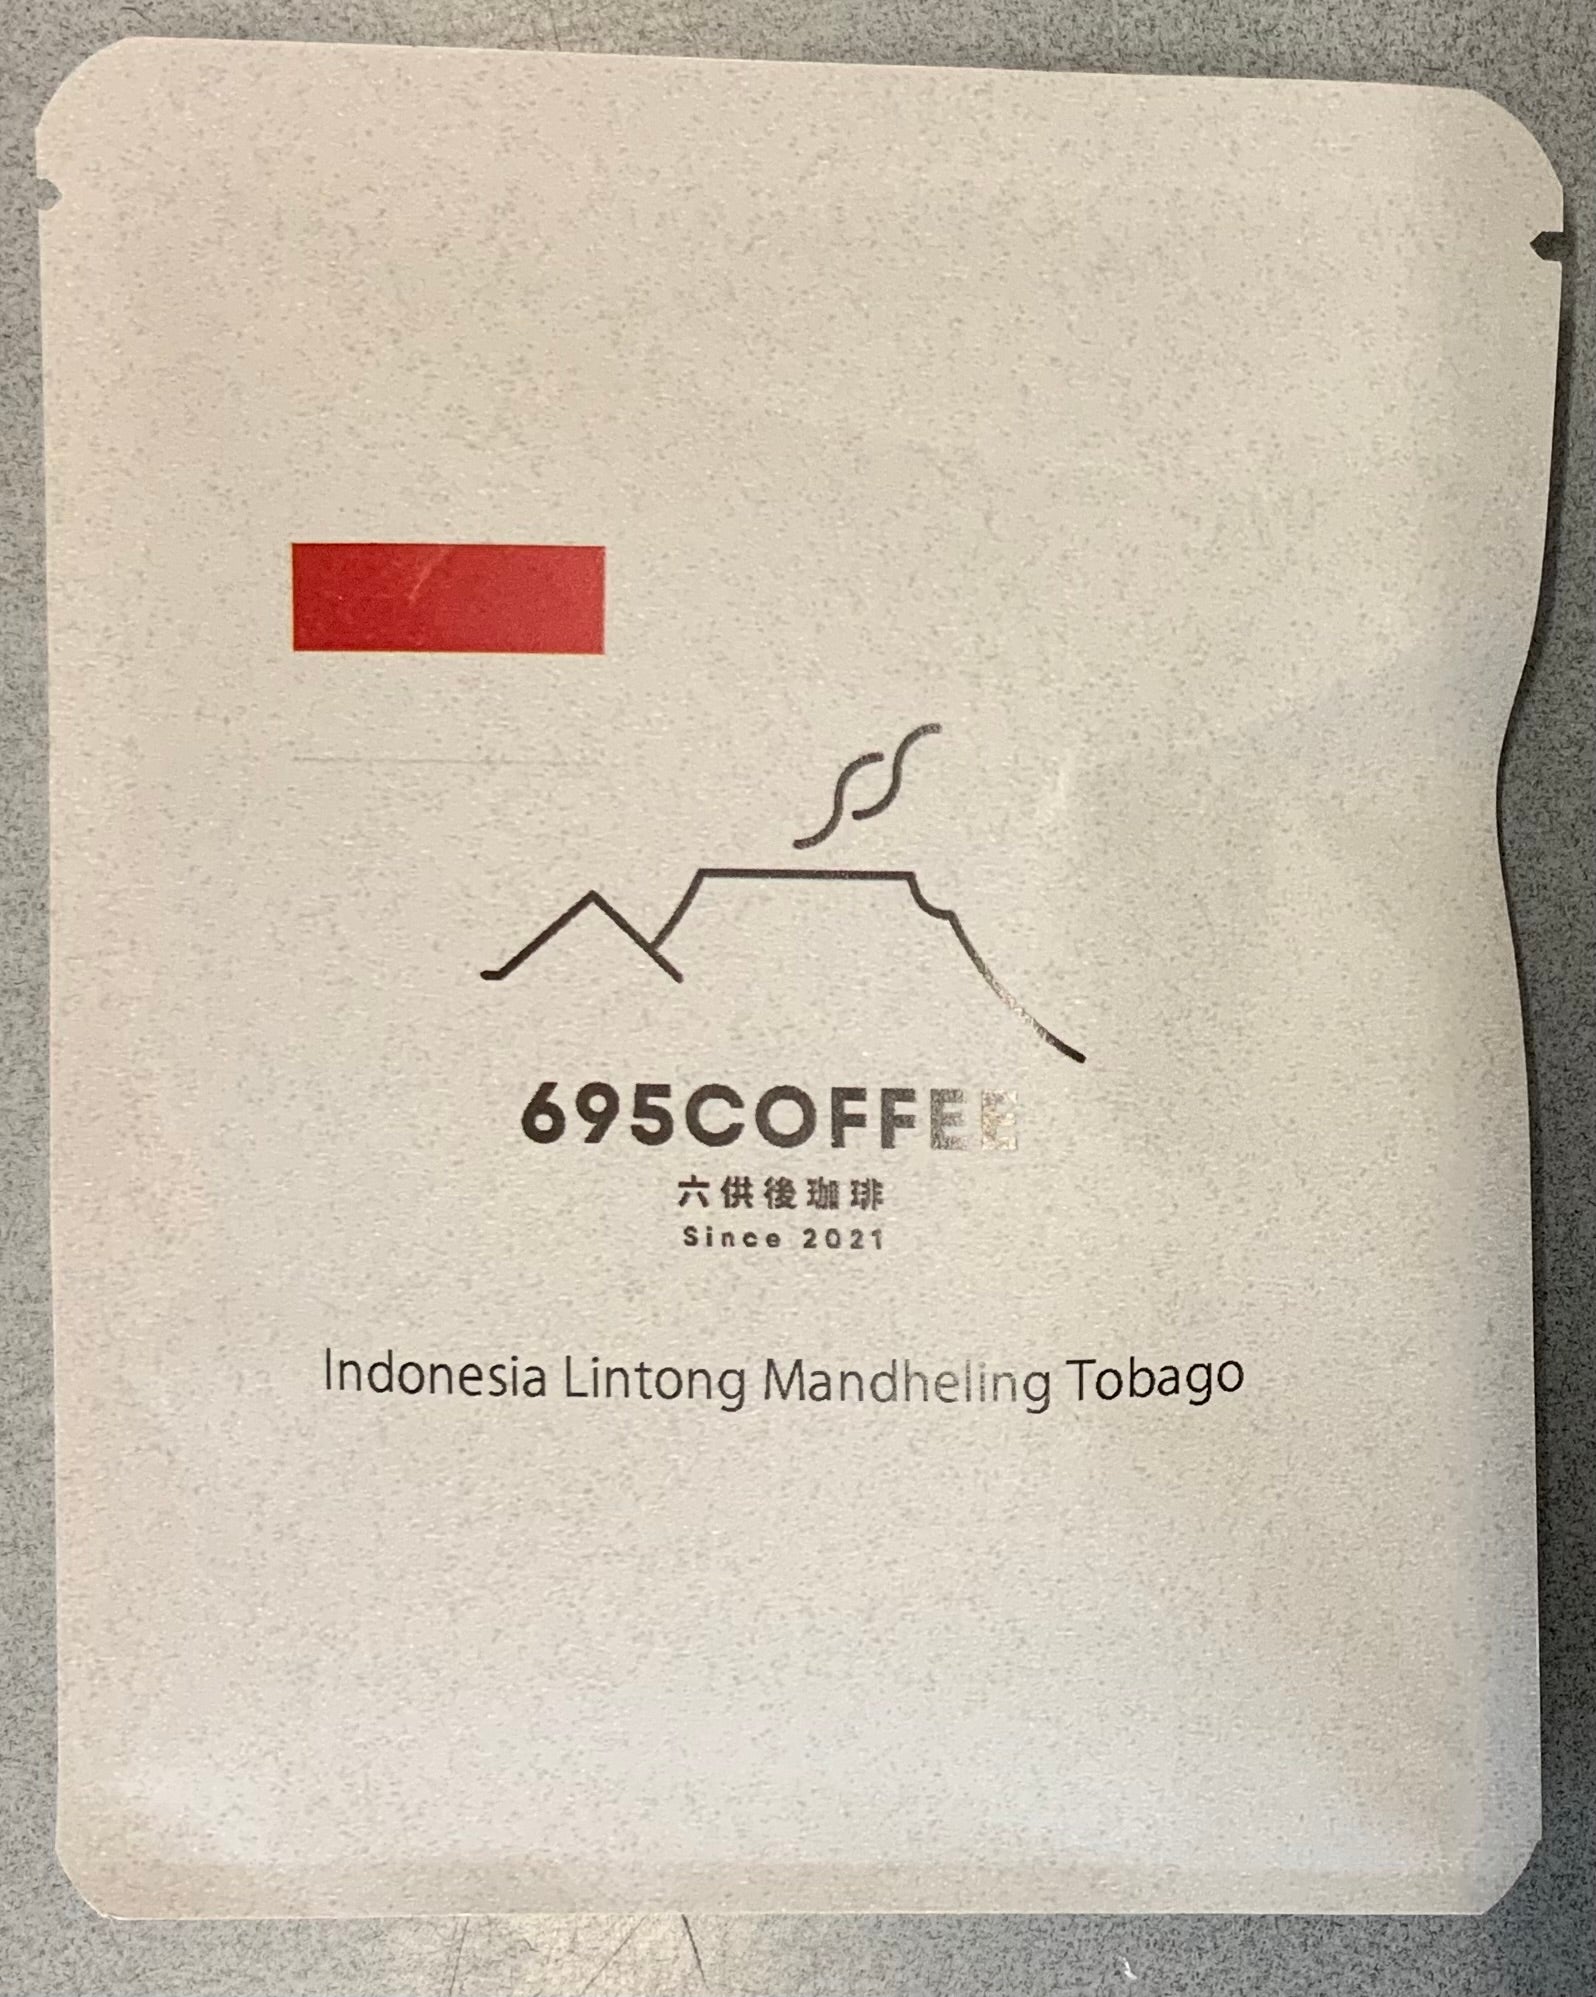 695COFFEE
六供後珈琲
Since 2021
Indonesia Lintong Mandheling Tobago